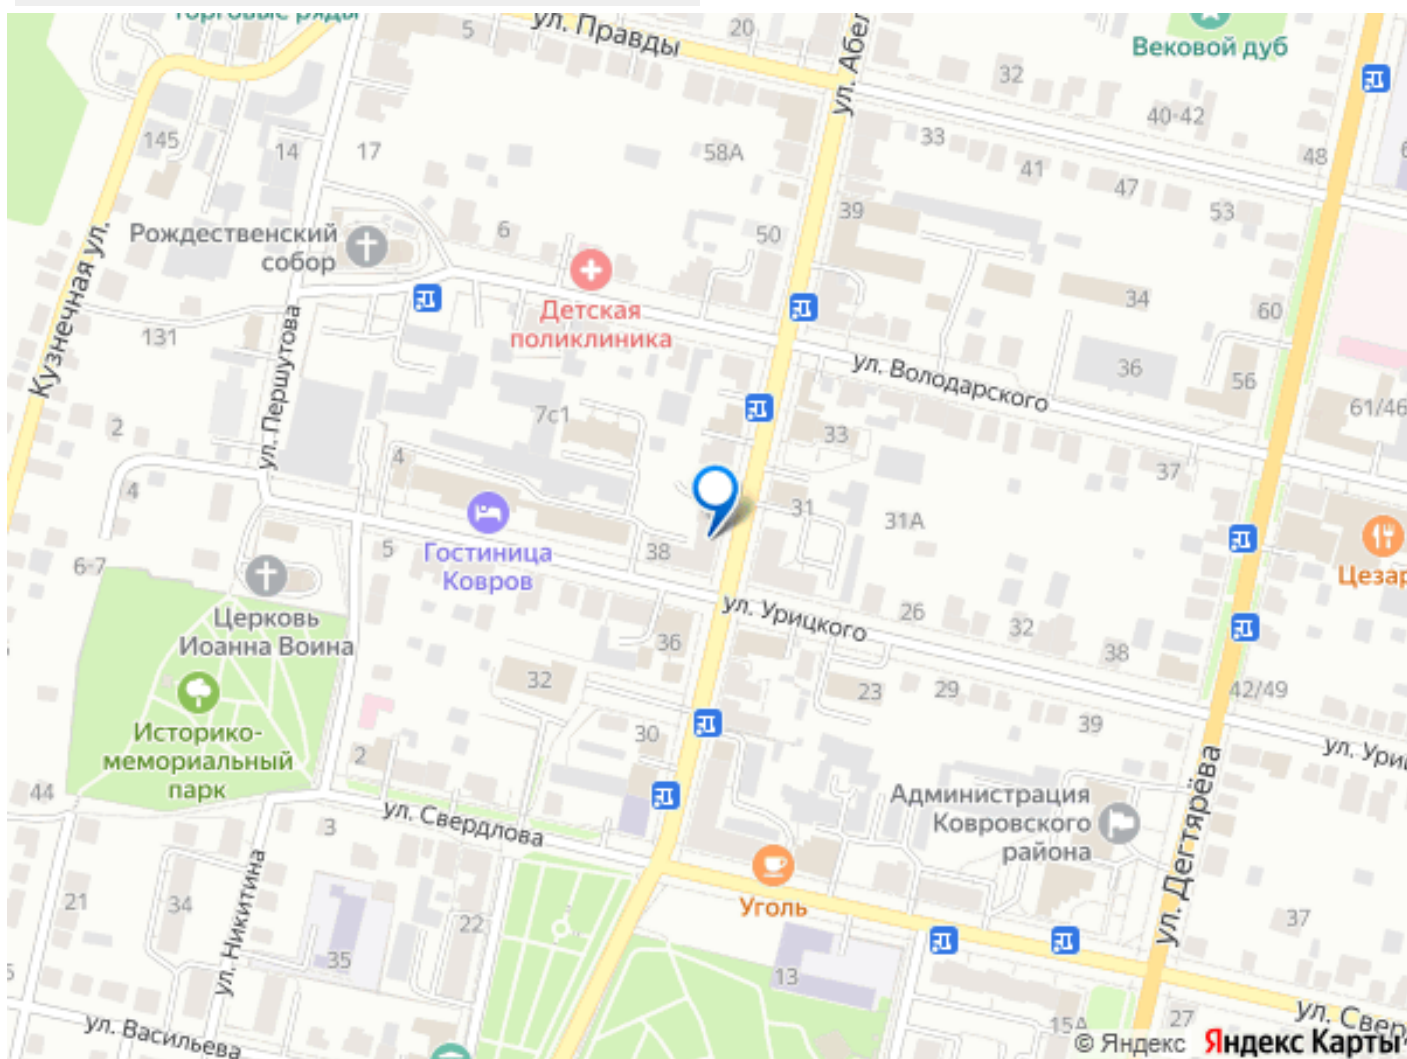 Торговые ряды
5
ул. Правды
20
ул. Абел
Вековой дуб
32
40-42
145
14
17
58А
33
41
47
48
53
Рождественский
собор
6
50
39
Кузнечная ул.
Детская
поликлиника
34
60
131
ул. Першутова
ул. Володарского
36
56
61/46
2
7с1
33
37
4
4
31
31А
5
Гостиница
Ковров
38
Цезар
6-7
Церковь
Иоанна Воина
ул. Урицкого
26
32
36
38
32
23
29
42/49
Историко-
мемориальный
парк
30
39
ул. Ури
2
44
Администрация
Ковровского
района
ул. Дегтярёва
3
ул. Свердлова
ул. Никитина
21
34
22
Уголь
37
35
13
15А
27
ул. Свер
ул. Васильева
© Яндекс Яндекс Карты